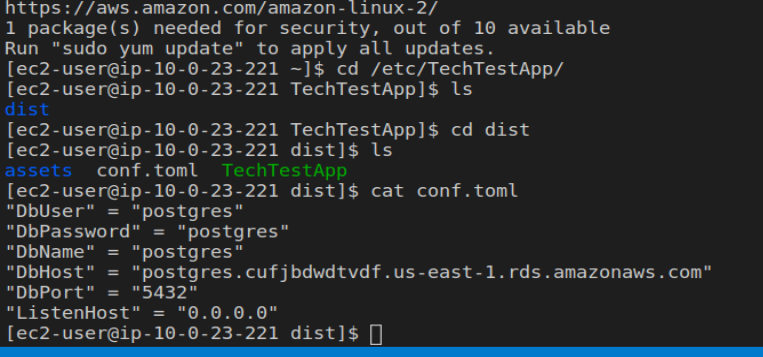 https://aws.amazon.com/amazon-linux-2/
1 package(s) needed for security, out of 10 available
Run "sudo yum update" to apply all updates.
[ec2-user@ip-10-0-23-221 ~]$ cd /etc/TechTestApp/
[ec2-user@ip-10-0-23-221 TechTestApp]$ ls
dist
[ec2-user@ip-10-0-23-221 TechTestApp]$ cd dist
[ec2-user@ip-10-0-23-221 dist]$ ls
assets  conf.toml  TechTestApp
[ec2-user@ip-10-0-23-221 dist]$ cat conf.toml
"DbUser" = "postgres"
"DbPassword" = "postgres"
"DbName" = "postgres"
"DbHost" = "postgres.cufjbdwdtvdf.us-east-1.rds.amazonaws.com"
"DbPort" = "5432"
"ListenHost" = "0.0.0.0"
[ec2-user@ip-10-0-23-221 dist]$